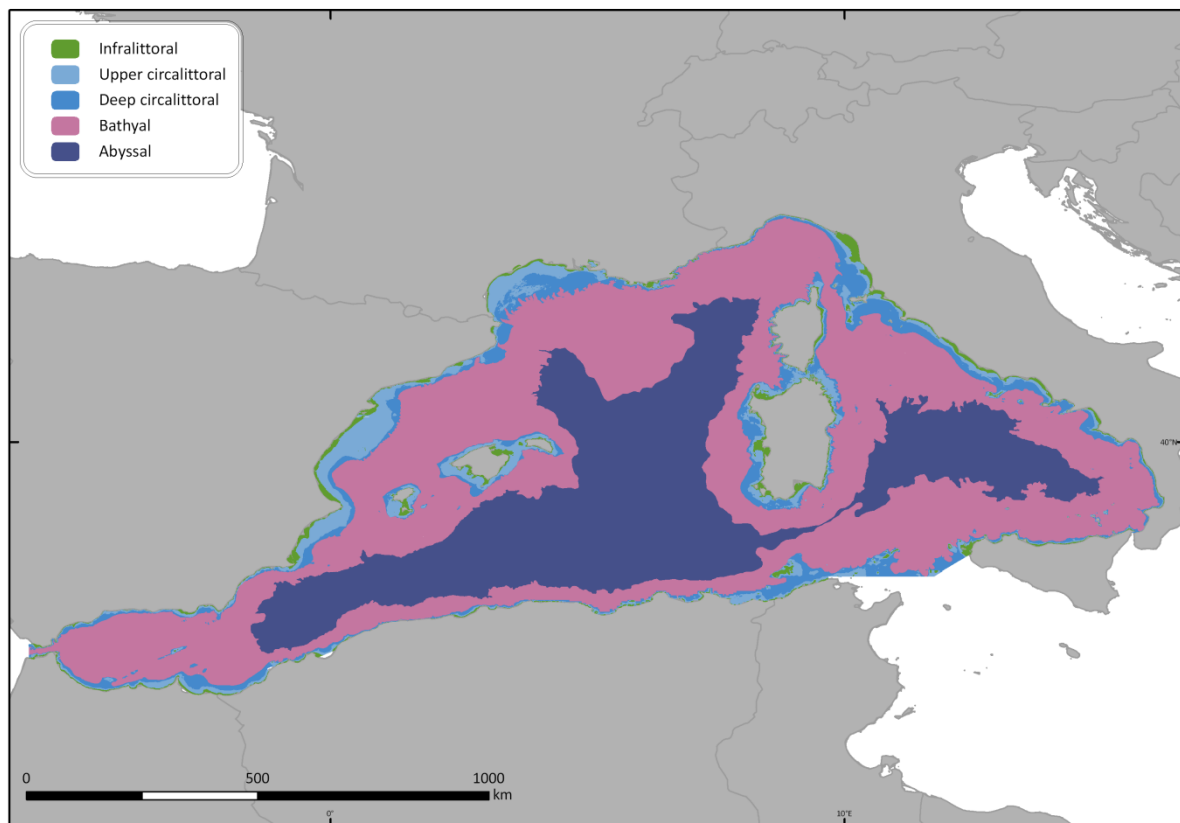 Infralittoral
Upper circalittoral
Deep circalittoral
Bathyal
Abyssal
40°N
0 500 1000
km
0° 10°E